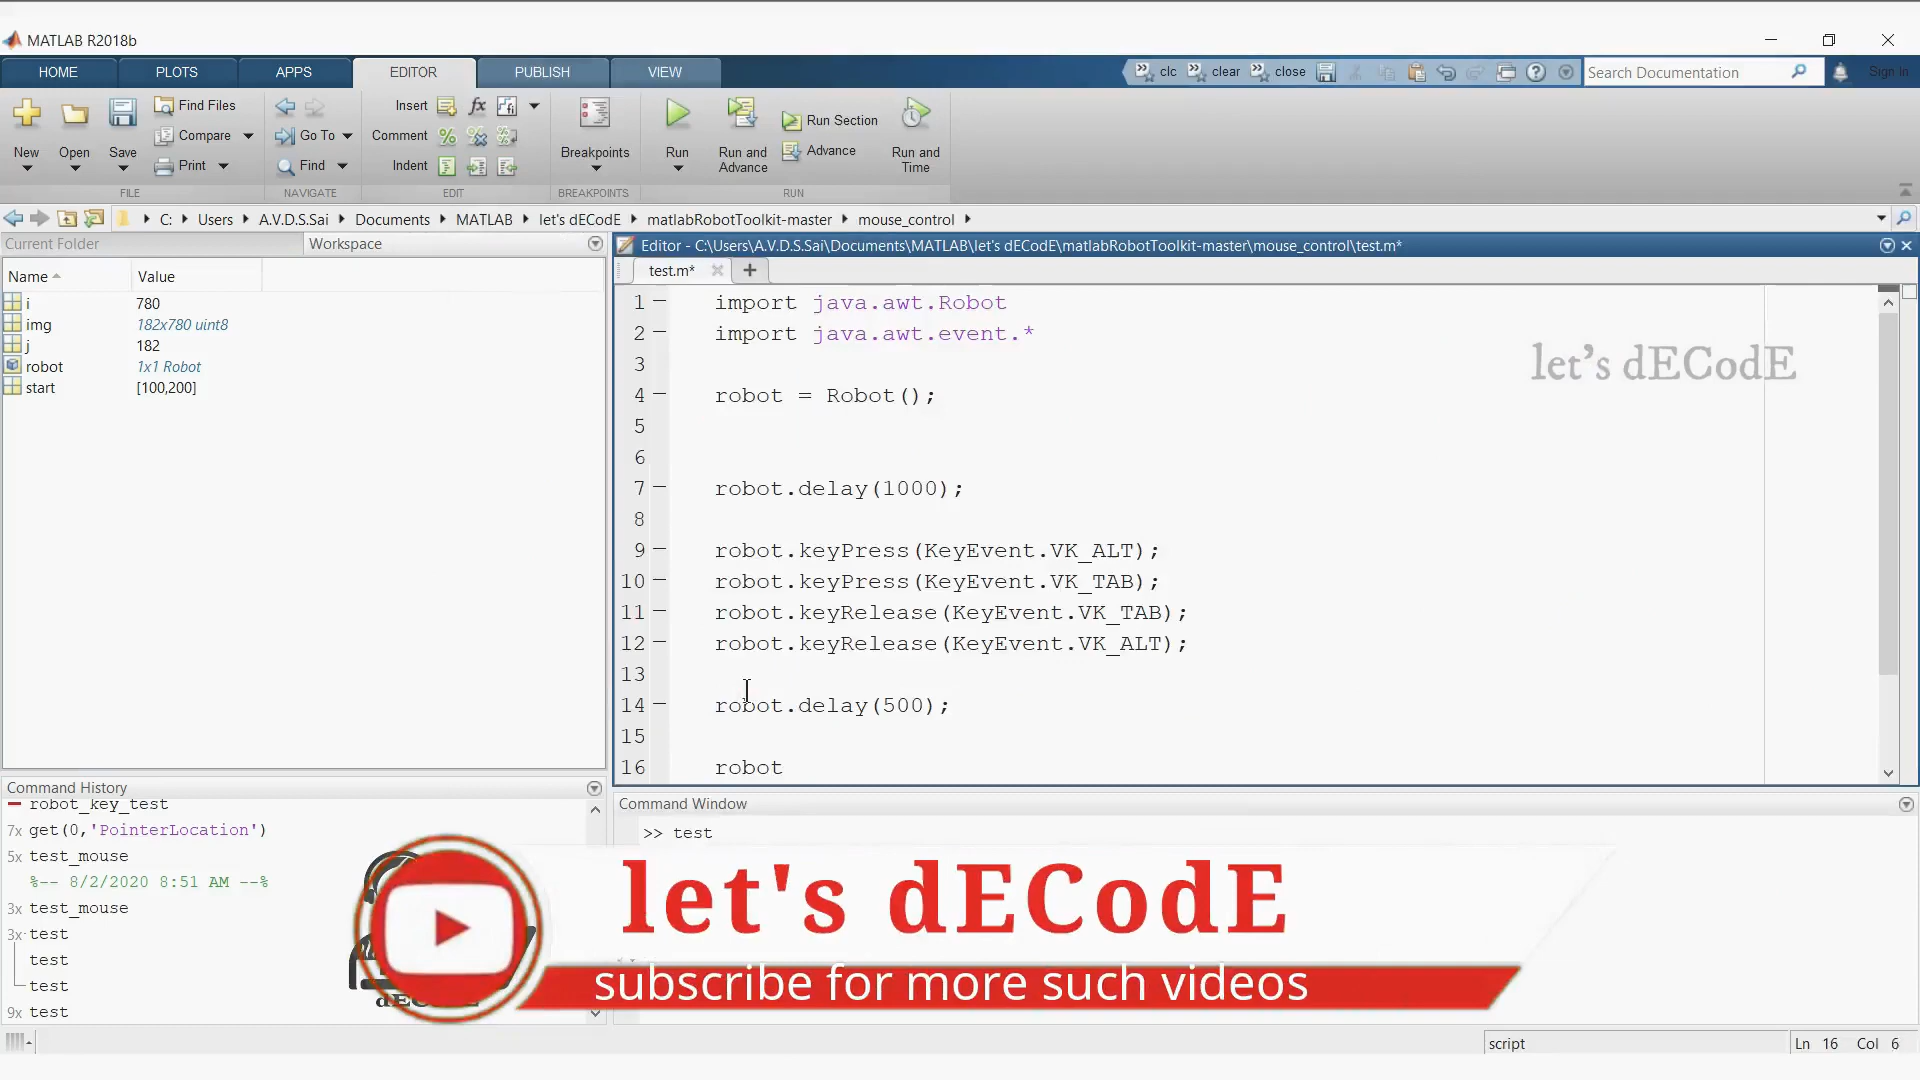 MATLAB R2018b
HOME PLOTS APPS EDITOR PUBLISH VIEW clc clear close Search Documentation Sign In
New Open Save Find Files Compare Print Go To Find Insert Comment Indent fx Breakpoints Run Run and Advance Run Section Advance Run and Time
FILE NAVIGATE EDIT BREAKPOINTS RUN
C: Users A.V.D.S.Sai Documents MATLAB let's dECodE matlabRobotToolkit-master mouse_control
Current Folder Workspace
Name Value
i 780
img 182x780 uint8
j 182
robot 1x1 Robot
start [100,200]
Editor - C:\Users\A.V.D.S.Sai\Documents\MATLAB\let's dECodE\matlabRobotToolkit-master\mouse_control\test.m*
test.m*
1 import java.awt.Robot
2 import java.awt.event.*
3
4 robot = Robot();
5
6
7 robot.delay(1000);
8
9 robot.keyPress(KeyEvent.VK_ALT);
10 robot.keyPress(KeyEvent.VK_TAB);
11 robot.keyRelease(KeyEvent.VK_TAB);
12 robot.keyRelease(KeyEvent.VK_ALT);
13
14 robot.delay(500);
15
16 robot
let's dECodE
Command History
robot_key_test
7x get(0,'PointerLocation')
5x test_mouse
%-- 8/2/2020 8:51 AM --%
3x test_mouse
3x test
test
test
9x test
Command Window
>> test
let's dECodE
subscribe for more such videos
script Ln 16 Col 6